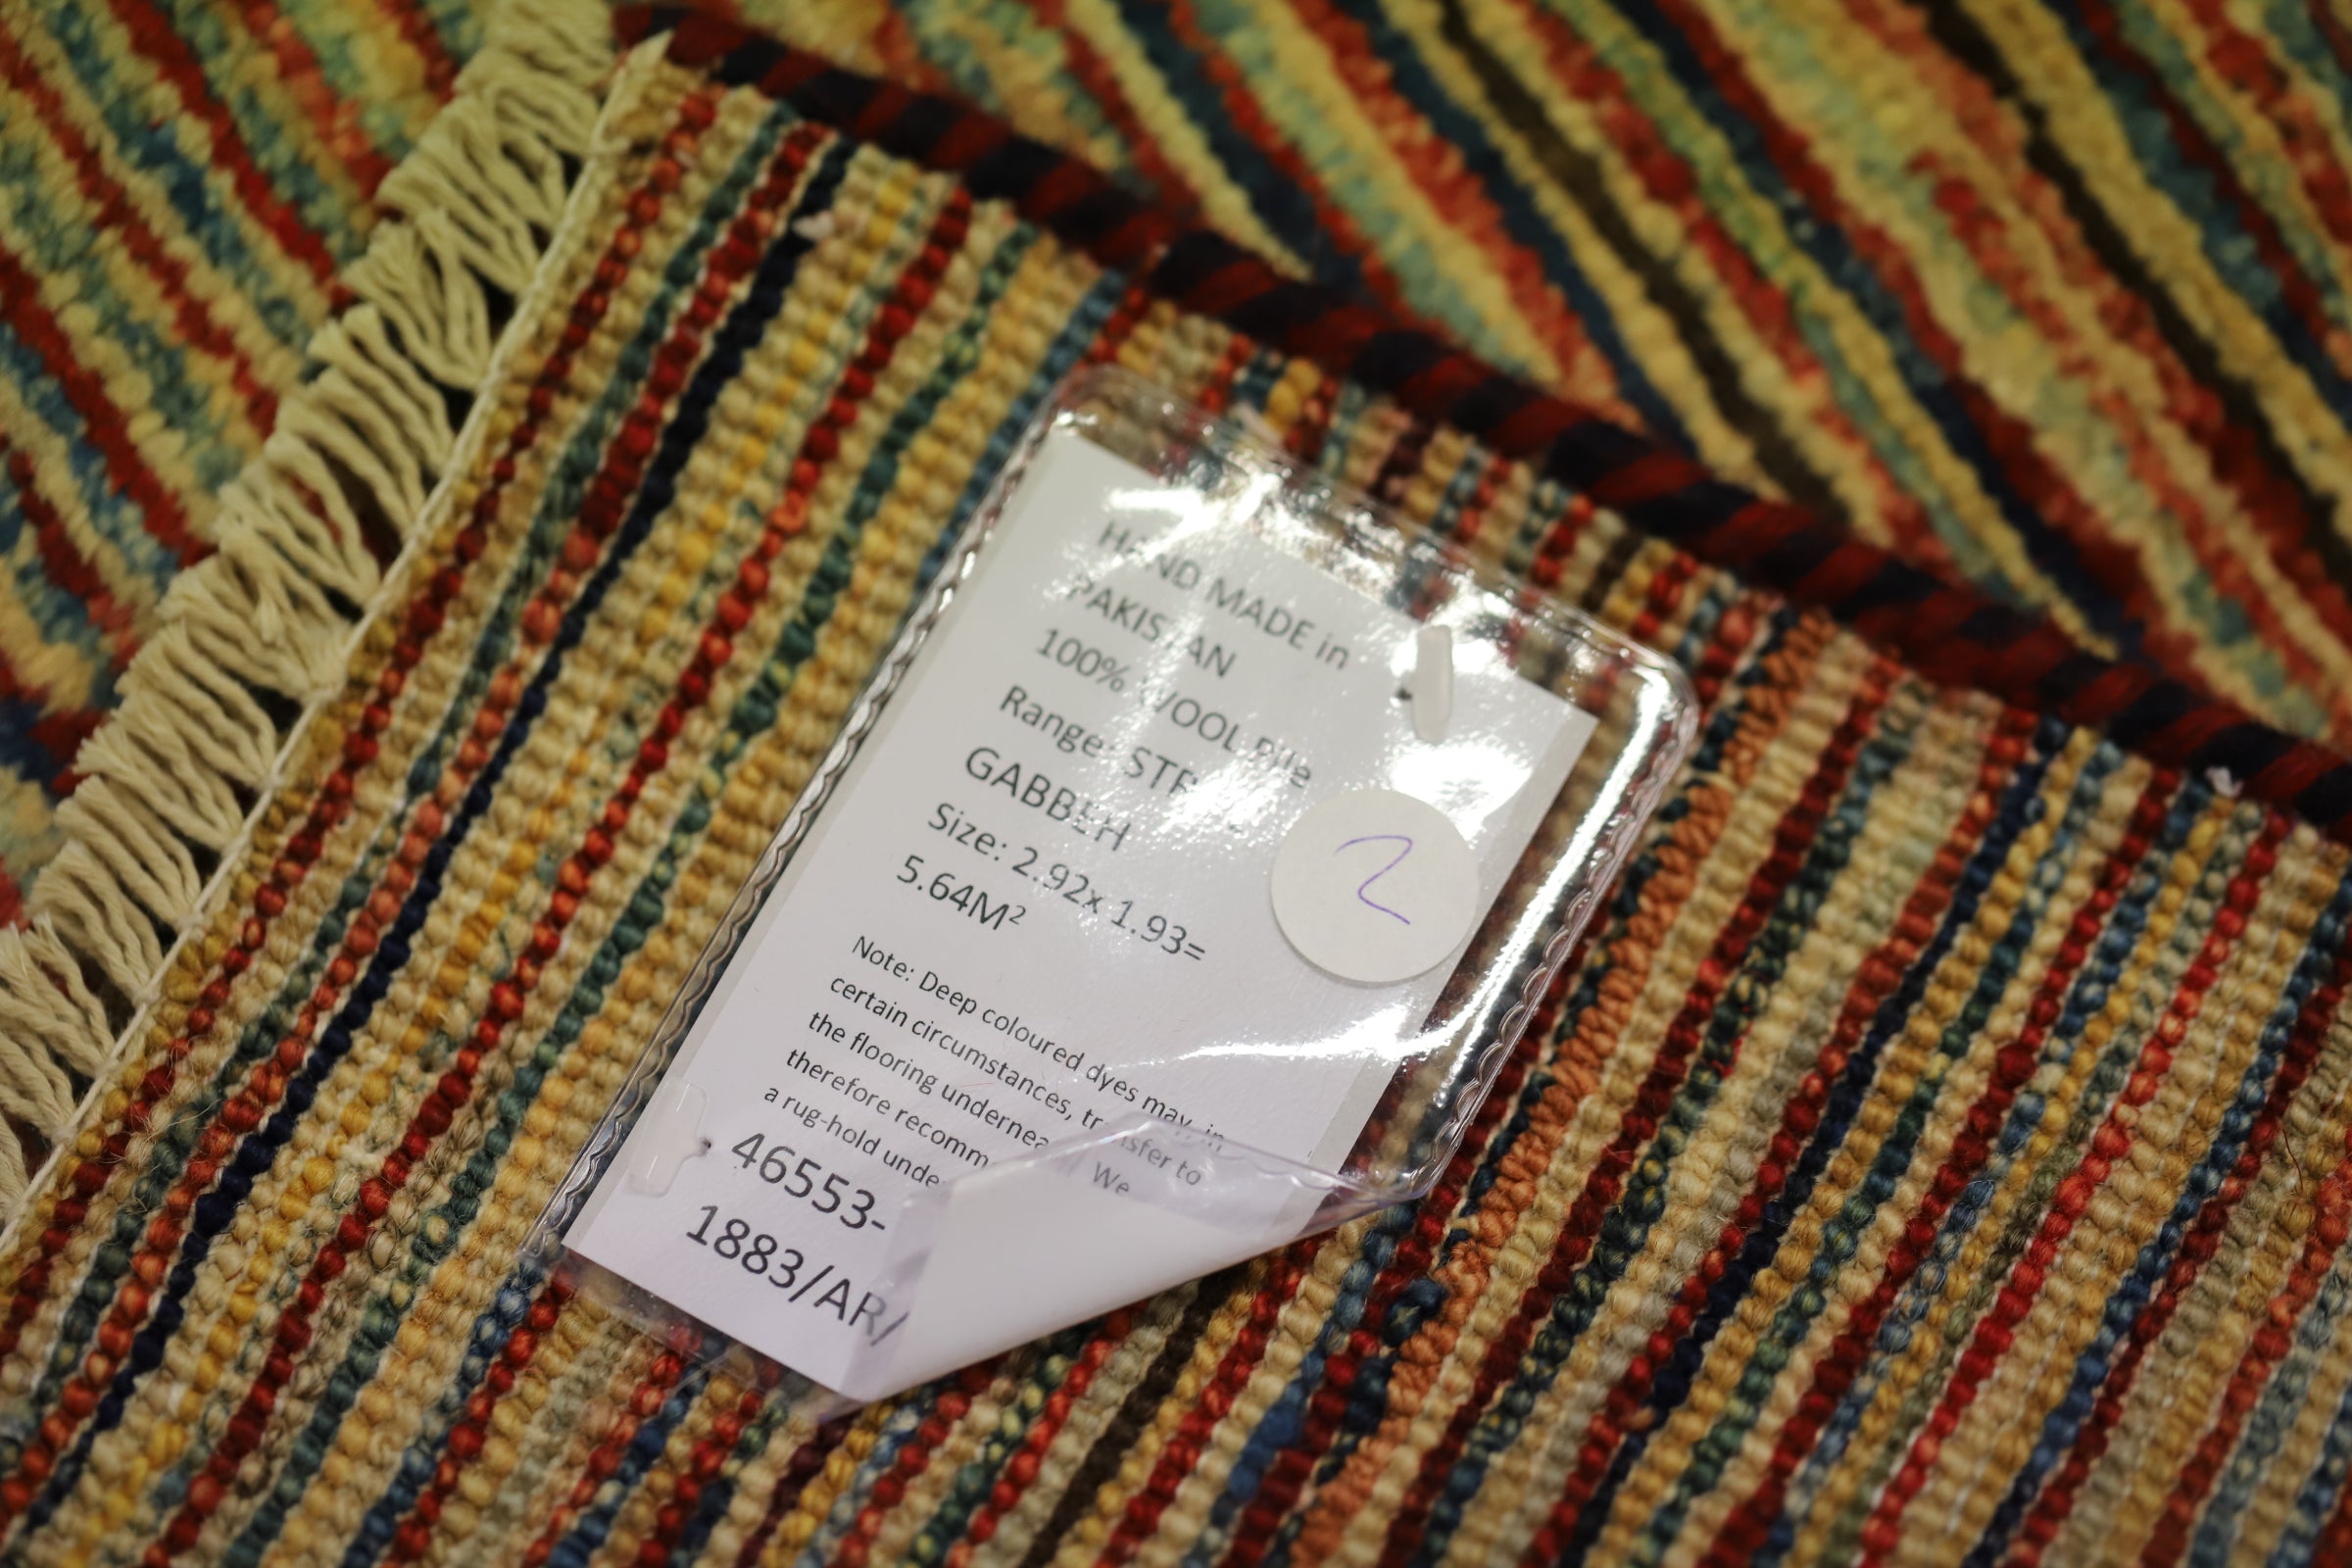 HAND MADE in
PAKISTAN
100% WOOL Pile
Range: STR
GABBEH
Size: 2.92x 1.93=
5.64M²
2
Note: Deep coloured dyes may, in
certain circumstances, transfer to
the flooring undernea We
therefore recomm
a rug-hold unde
46553-
1883/AR/